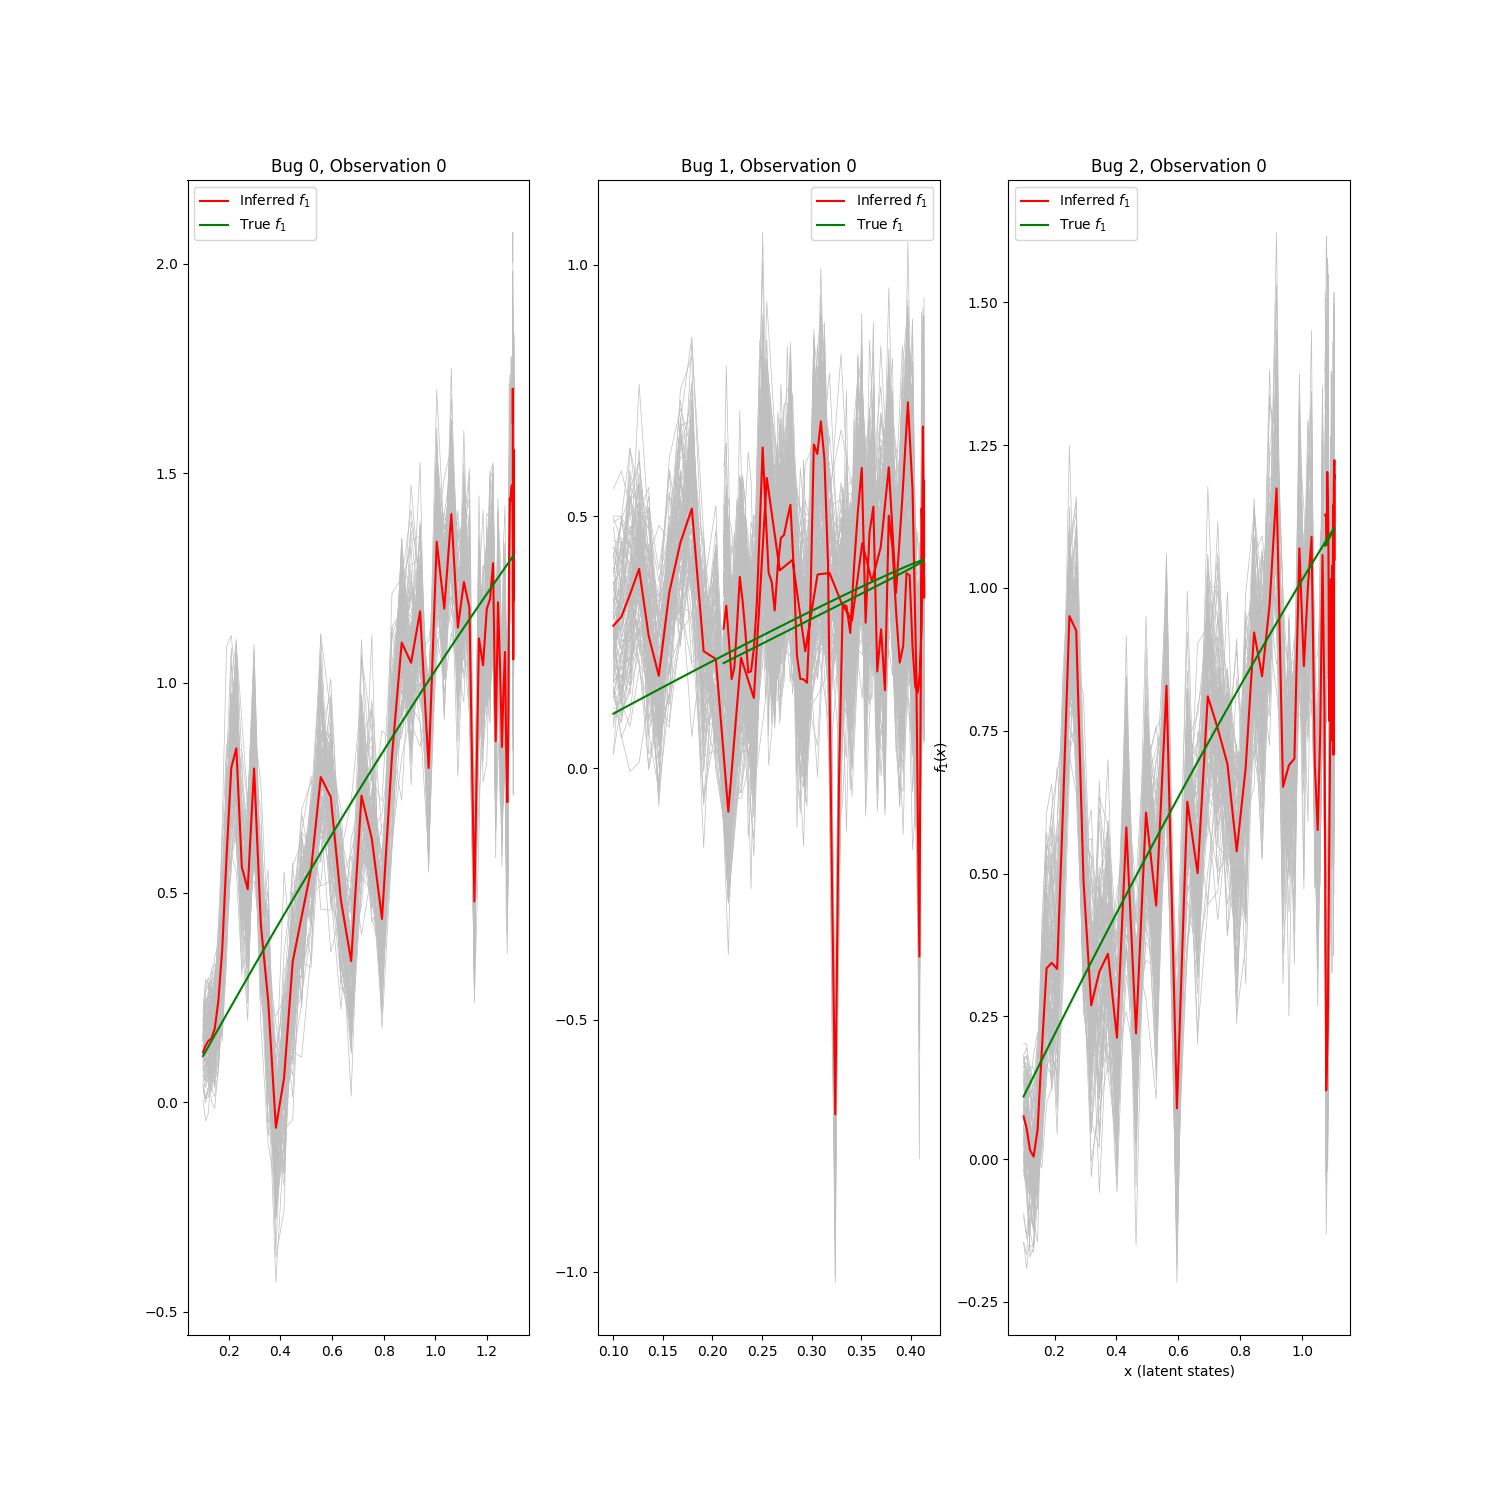 Bug 0, Observation 0
Inferred f₁
True f₁
2.0
1.5
1.0
0.5
0.0
−0.5
0.2 0.4 0.6 0.8 1.0 1.2
Bug 1, Observation 0
Inferred f₁
True f₁
1.0
0.5
0.0
−0.5
−1.0
0.10 0.15 0.20 0.25 0.30 0.35 0.40
Bug 2, Observation 0
Inferred f₁
True f₁
f₁(x)
1.50
1.25
1.00
0.75
0.50
0.25
0.00
−0.25
0.2 0.4 0.6 0.8 1.0
x (latent states)